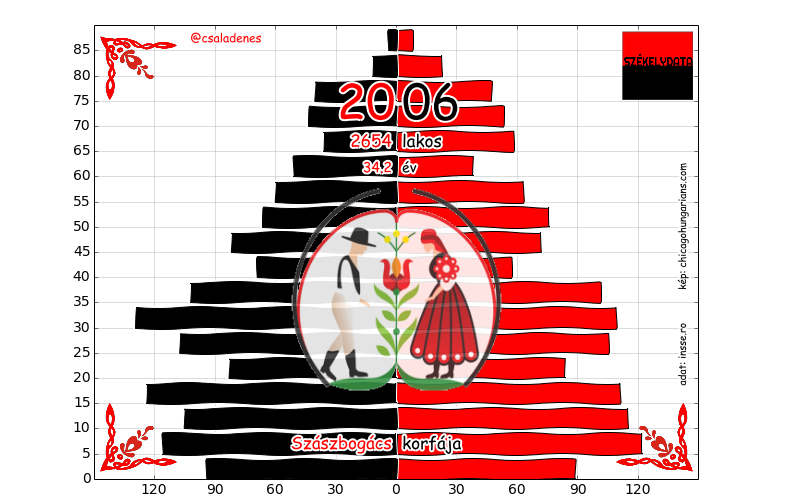 @csaladenes
SZÉKELYDATA
2006
2654 lakos
34,2 év
kép: chicagohungarians.com
adat: insse.ro
Szászbogács korfája
85
80
75
70
65
60
55
50
45
40
35
30
25
20
15
10
5
0
120 90 60 30 0 30 60 90 120